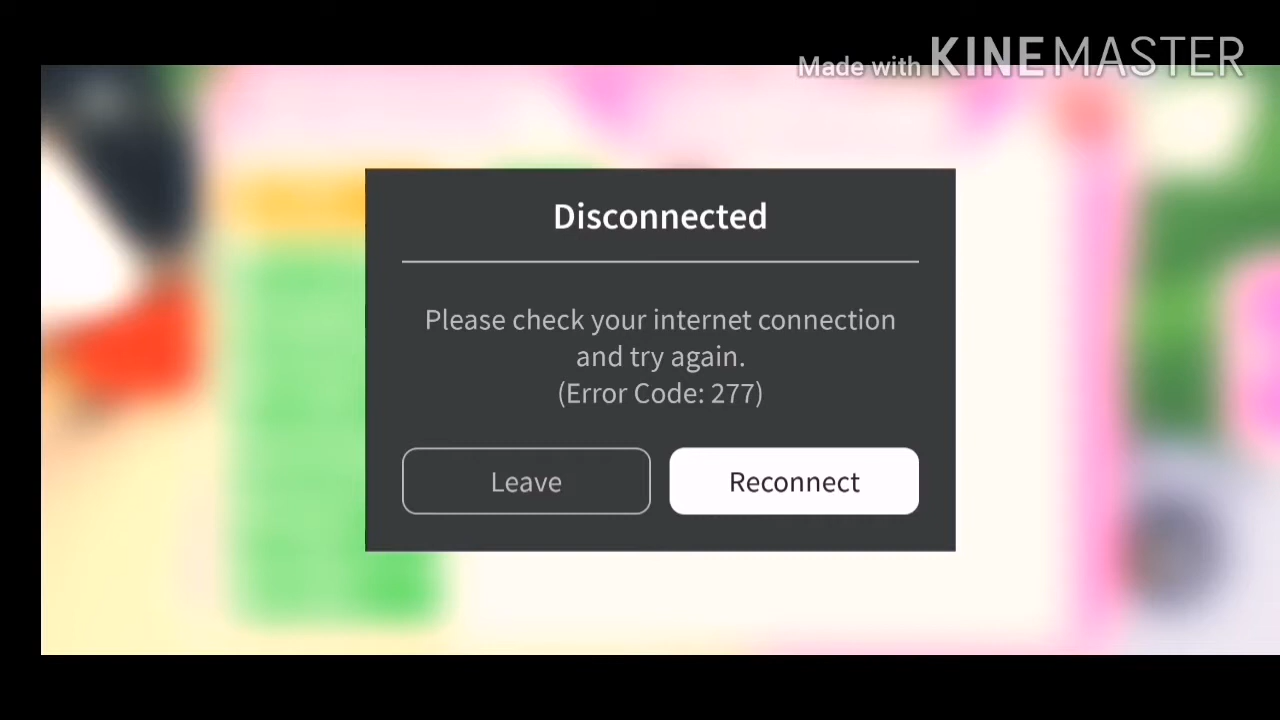 Made with KINEMASTER
Disconnected
Please check your internet connection
and try again.
(Error Code: 277)
Leave
Reconnect